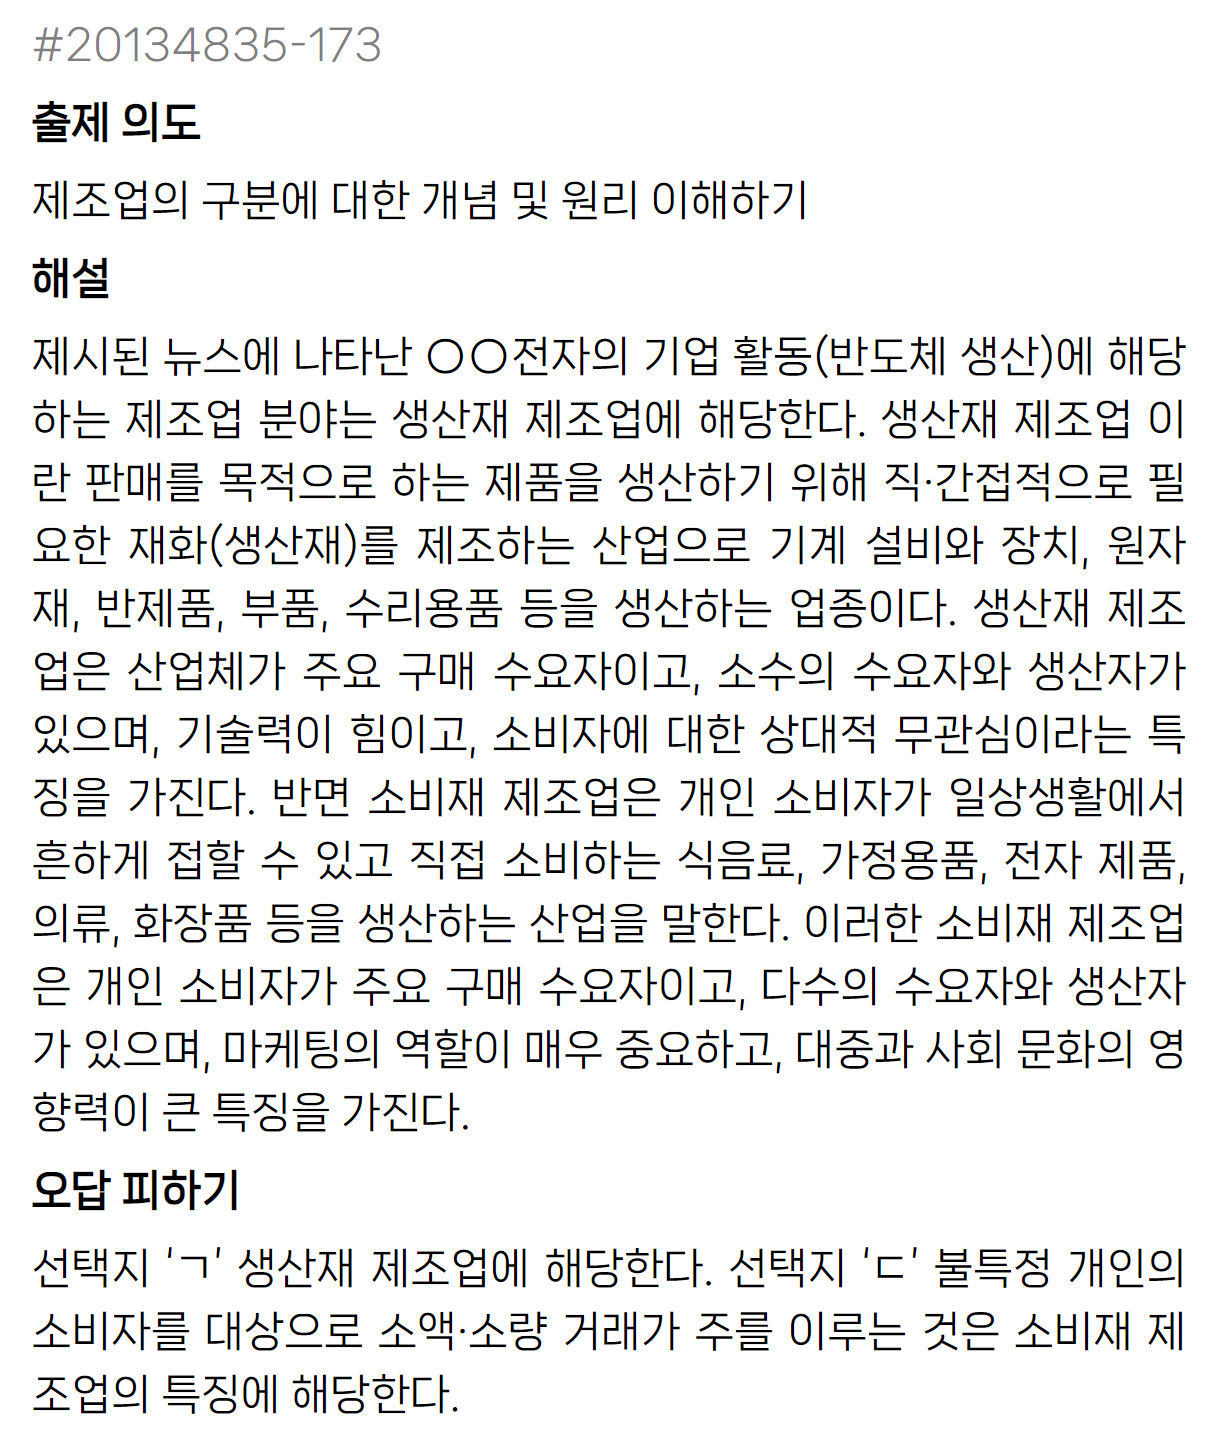 #20134835-173
출제 의도
제조업의 구분에 대한 개념 및 원리 이해하기
해설
제시된 뉴스에 나타난 ○○전자의 기업 활동(반도체 생산)에 해당
하는 제조업 분야는 생산재 제조업에 해당한다. 생산재 제조업 이
란 판매를 목적으로 하는 제품을 생산하기 위해 직·간접적으로 필
요한 재화(생산재)를 제조하는 산업으로 기계 설비와 장치, 원자
재, 반제품, 부품, 수리용품 등을 생산하는 업종이다. 생산재 제조
업은 산업체가 주요 구매 수요자이고, 소수의 수요자와 생산자가
있으며, 기술력이 힘이고, 소비자에 대한 상대적 무관심이라는 특
징을 가진다. 반면 소비재 제조업은 개인 소비자가 일상생활에서
흔하게 접할 수 있고 직접 소비하는 식음료, 가정용품, 전자 제품,
의류, 화장품 등을 생산하는 산업을 말한다. 이러한 소비재 제조업
은 개인 소비자가 주요 구매 수요자이고, 다수의 수요자와 생산자
가 있으며, 마케팅의 역할이 매우 중요하고, 대중과 사회 문화의 영
향력이 큰 특징을 가진다.
오답 피하기
선택지 ‘ㄱ’ 생산재 제조업에 해당한다. 선택지 ‘ㄷ’ 불특정 개인의
소비자를 대상으로 소액·소량 거래가 주를 이루는 것은 소비재 제
조업의 특징에 해당한다.